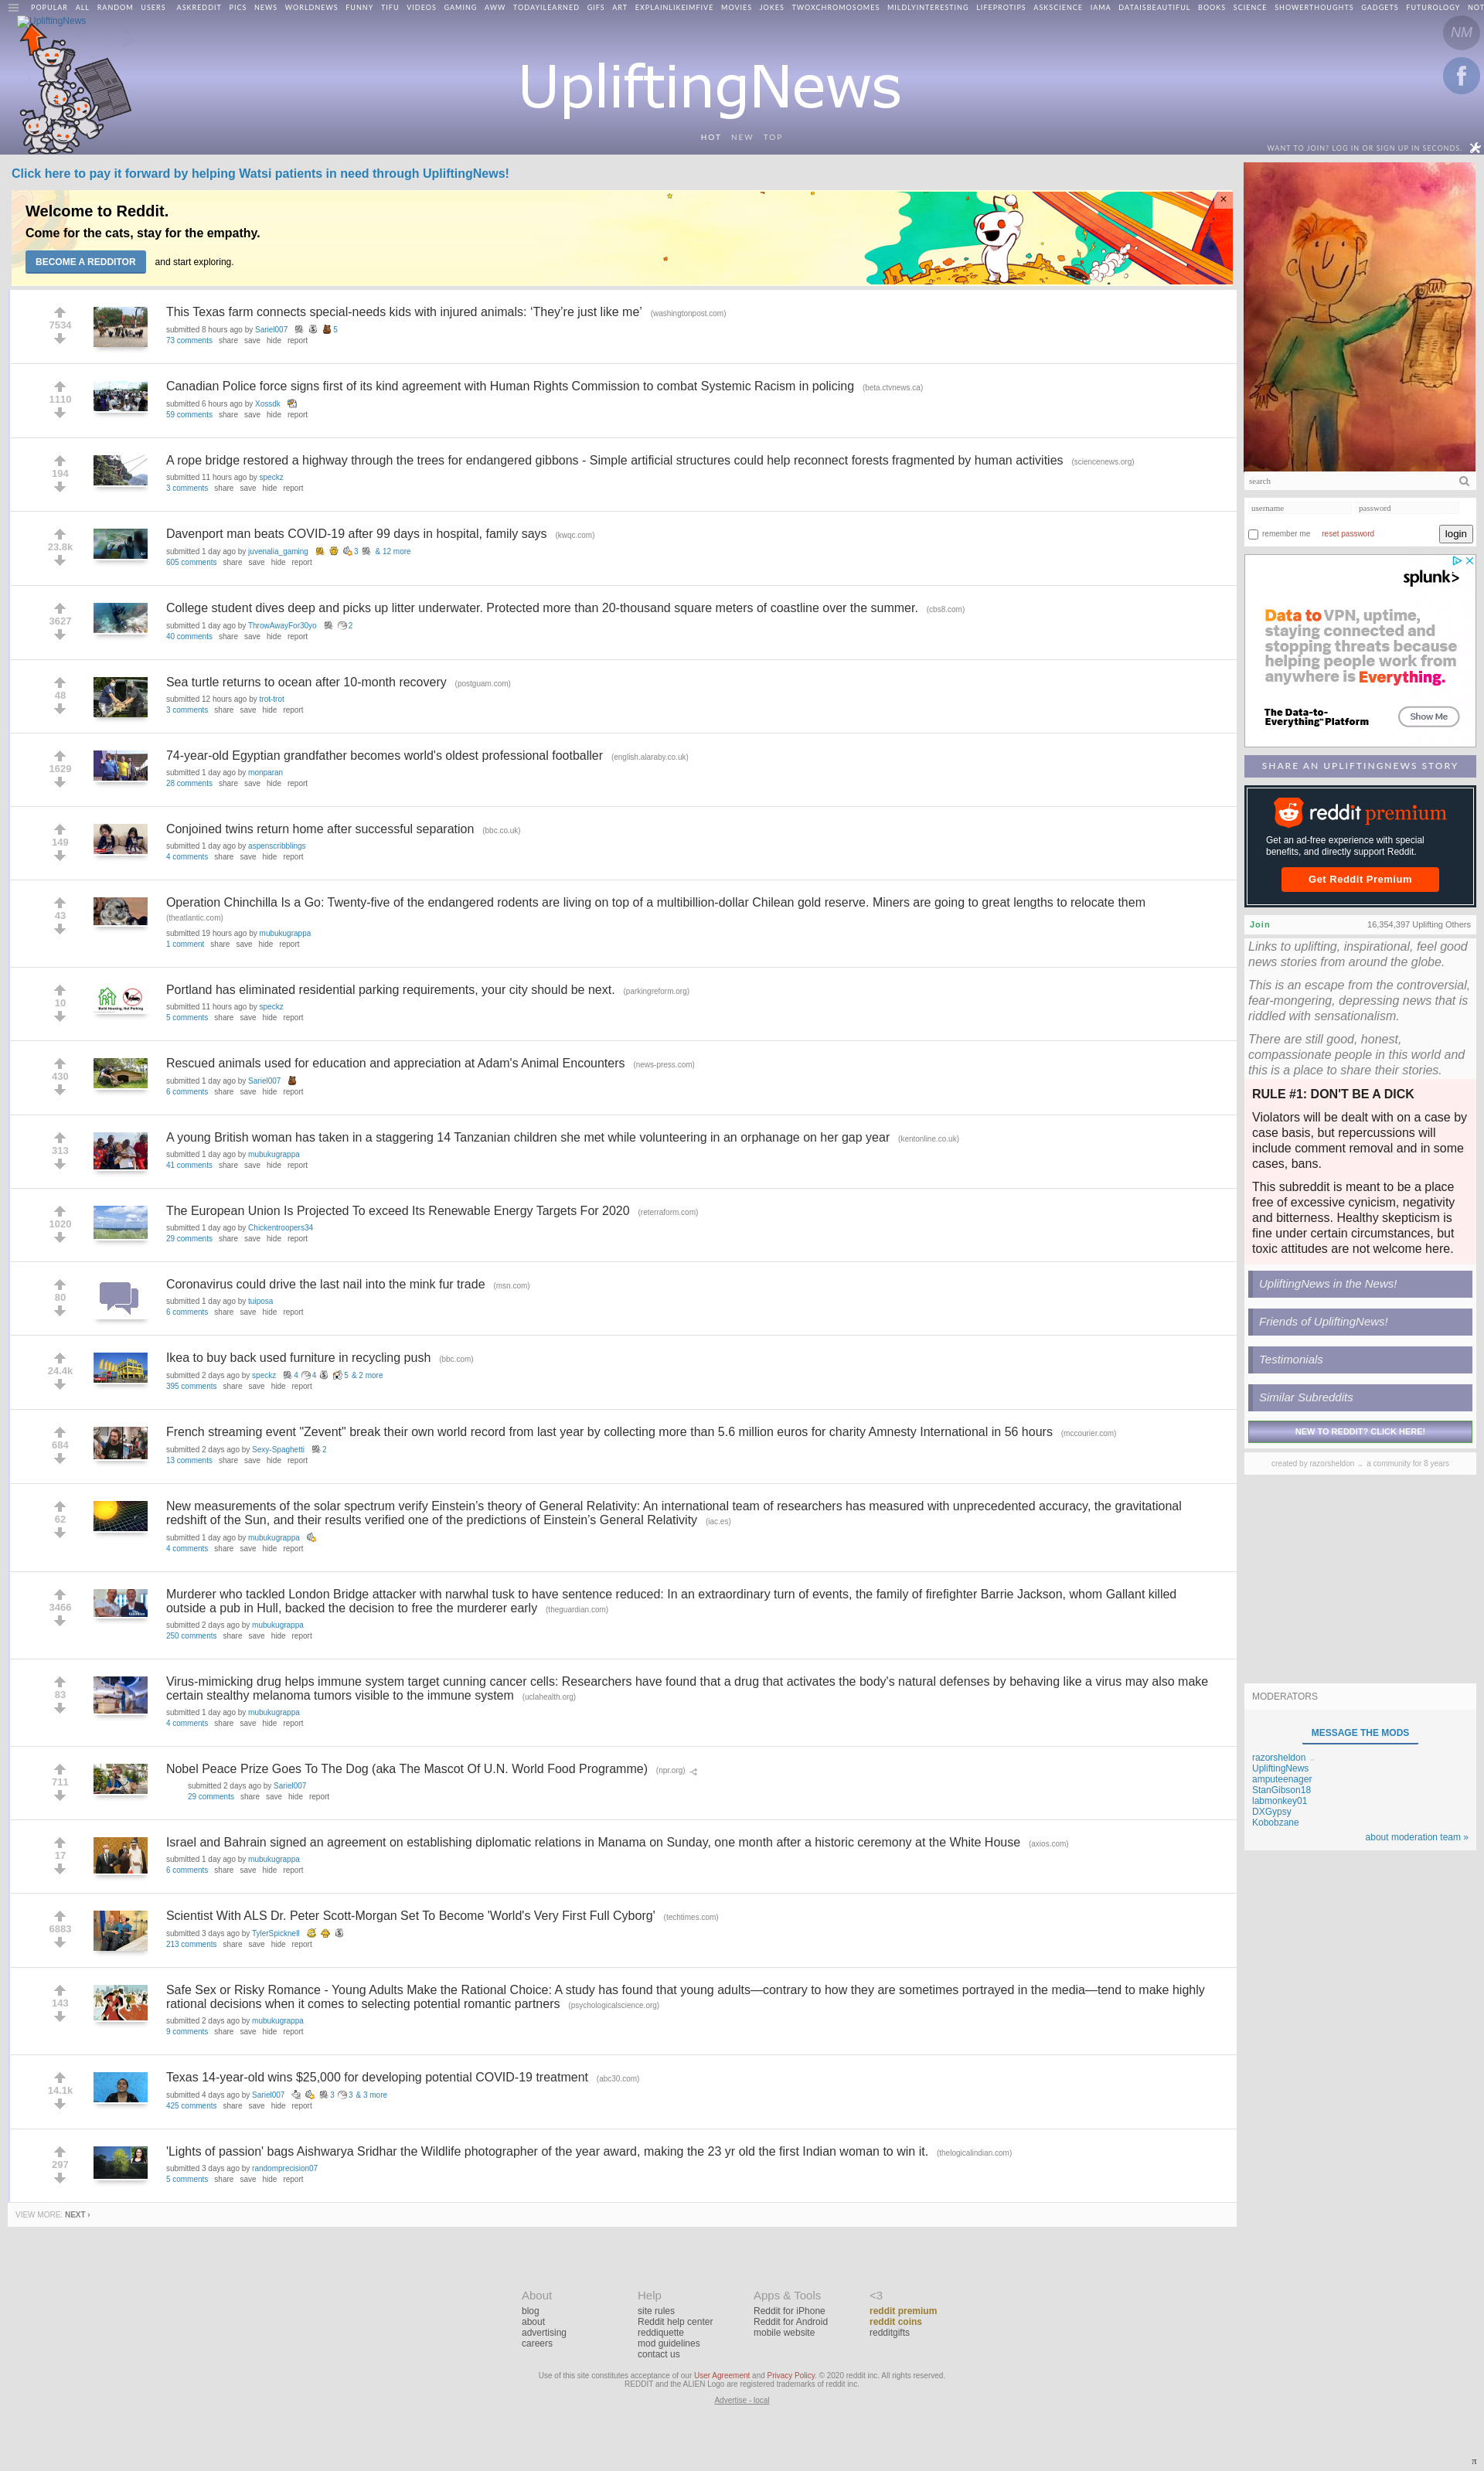 POPULAR ALL RANDOM USERS ASKREDDIT PICS NEWS WORLDNEWS FUNNY TIFU VIDEOS GAMING AWW TODAYILEARNED GIFS ART EXPLAINLIKEIMFIVE MOVIES JOKES TWOXCHROMOSOMES MILDLYINTERESTING LIFEPROTIPS ASKSCIENCE IAMA DATAISBEAUTIFUL BOOKS SCIENCE SHOWERTHOUGHTS GADGETS FUTUROLOGY NOT
UpliftingNews
NM
UpliftingNews
HOT NEW TOP
WANT TO JOIN? LOG IN OR SIGN UP IN SECONDS.
Click here to pay it forward by helping Watsi patients in need through UpliftingNews!
Welcome to Reddit.
Come for the cats, stay for the empathy.
BECOME A REDDITOR and start exploring.
7534
This Texas farm connects special-needs kids with injured animals: ‘They’re just like me’ (washingtonpost.com)
submitted 8 hours ago by Sariel007 5
73 comments share save hide report
1110
Canadian Police force signs first of its kind agreement with Human Rights Commission to combat Systemic Racism in policing (beta.ctvnews.ca)
submitted 6 hours ago by Xossdk
59 comments share save hide report
194
A rope bridge restored a highway through the trees for endangered gibbons - Simple artificial structures could help reconnect forests fragmented by human activities (sciencenews.org)
submitted 11 hours ago by speckz
3 comments share save hide report
23.8k
Davenport man beats COVID-19 after 99 days in hospital, family says (kwqc.com)
submitted 1 day ago by juvenalia_gaming 3 & 12 more
605 comments share save hide report
3627
College student dives deep and picks up litter underwater. Protected more than 20-thousand square meters of coastline over the summer. (cbs8.com)
submitted 1 day ago by ThrowAwayFor30yo 2
40 comments share save hide report
48
Sea turtle returns to ocean after 10-month recovery (postguam.com)
submitted 12 hours ago by trot-trot
3 comments share save hide report
1629
74-year-old Egyptian grandfather becomes world's oldest professional footballer (english.alaraby.co.uk)
submitted 1 day ago by monparan
28 comments share save hide report
149
Conjoined twins return home after successful separation (bbc.co.uk)
submitted 1 day ago by aspenscribblings
4 comments share save hide report
43
Operation Chinchilla Is a Go: Twenty-five of the endangered rodents are living on top of a multibillion-dollar Chilean gold reserve. Miners are going to great lengths to relocate them
(theatlantic.com)
submitted 19 hours ago by mubukugrappa
1 comment share save hide report
10
Build Housing, Not Parking
Portland has eliminated residential parking requirements, your city should be next. (parkingreform.org)
submitted 11 hours ago by speckz
5 comments share save hide report
430
Rescued animals used for education and appreciation at Adam's Animal Encounters (news-press.com)
submitted 1 day ago by Sariel007
6 comments share save hide report
313
A young British woman has taken in a staggering 14 Tanzanian children she met while volunteering in an orphanage on her gap year (kentonline.co.uk)
submitted 1 day ago by mubukugrappa
41 comments share save hide report
1020
The European Union Is Projected To exceed Its Renewable Energy Targets For 2020 (reterraform.com)
submitted 1 day ago by Chickentroopers34
29 comments share save hide report
80
Coronavirus could drive the last nail into the mink fur trade (msn.com)
submitted 1 day ago by tuiposa
6 comments share save hide report
24.4k
Ikea to buy back used furniture in recycling push (bbc.com)
submitted 2 days ago by speckz 4 4 5 & 2 more
395 comments share save hide report
684
French streaming event "Zevent" break their own world record from last year by collecting more than 5.6 million euros for charity Amnesty International in 56 hours (mccourier.com)
submitted 2 days ago by Sexy-Spaghetti 2
13 comments share save hide report
62
New measurements of the solar spectrum verify Einstein’s theory of General Relativity: An international team of researchers has measured with unprecedented accuracy, the gravitational
redshift of the Sun, and their results verified one of the predictions of Einstein’s General Relativity (iac.es)
submitted 1 day ago by mubukugrappa
4 comments share save hide report
3466
Murderer who tackled London Bridge attacker with narwhal tusk to have sentence reduced: In an extraordinary turn of events, the family of firefighter Barrie Jackson, whom Gallant killed
outside a pub in Hull, backed the decision to free the murderer early (theguardian.com)
submitted 2 days ago by mubukugrappa
250 comments share save hide report
83
Virus-mimicking drug helps immune system target cunning cancer cells: Researchers have found that a drug that activates the body's natural defenses by behaving like a virus may also make
certain stealthy melanoma tumors visible to the immune system (uclahealth.org)
submitted 1 day ago by mubukugrappa
4 comments share save hide report
711
Nobel Peace Prize Goes To The Dog (aka The Mascot Of U.N. World Food Programme) (npr.org)
submitted 2 days ago by Sariel007
29 comments share save hide report
17
Israel and Bahrain signed an agreement on establishing diplomatic relations in Manama on Sunday, one month after a historic ceremony at the White House (axios.com)
submitted 1 day ago by mubukugrappa
6 comments share save hide report
6883
Scientist With ALS Dr. Peter Scott-Morgan Set To Become 'World's Very First Full Cyborg' (techtimes.com)
submitted 3 days ago by TylerSpicknell
213 comments share save hide report
143
Safe Sex or Risky Romance - Young Adults Make the Rational Choice: A study has found that young adults—contrary to how they are sometimes portrayed in the media—tend to make highly
rational decisions when it comes to selecting potential romantic partners (psychologicalscience.org)
submitted 2 days ago by mubukugrappa
9 comments share save hide report
14.1k
Texas 14-year-old wins $25,000 for developing potential COVID-19 treatment (abc30.com)
submitted 4 days ago by Sariel007 3 3 & 3 more
425 comments share save hide report
297
'Lights of passion' bags Aishwarya Sridhar the Wildlife photographer of the year award, making the 23 yr old the first Indian woman to win it. (thelogicalindian.com)
submitted 3 days ago by randomprecision07
5 comments share save hide report
VIEW MORE: NEXT ›
search
username password
remember me reset password login
splunk>
Data to VPN, uptime,
staying connected and
stopping threats because
helping people work from
anywhere is Everything.
The Data-to-
Everything™ Platform
Show Me
SHARE AN UPLIFTINGNEWS STORY
reddit premium
Get an ad-free experience with special
benefits, and directly support Reddit.
Get Reddit Premium
Join 16,354,397 Uplifting Others
Links to uplifting, inspirational, feel good
news stories from around the globe.
This is an escape from the controversial,
fear-mongering, depressing news that is
riddled with sensationalism.
There are still good, honest,
compassionate people in this world and
this is a place to share their stories.
RULE #1: DON'T BE A DICK
Violators will be dealt with on a case by
case basis, but repercussions will
include comment removal and in some
cases, bans.
This subreddit is meant to be a place
free of excessive cynicism, negativity
and bitterness. Healthy skepticism is
fine under certain circumstances, but
toxic attitudes are not welcome here.
UpliftingNews in the News!
Friends of UpliftingNews!
Testimonials
Similar Subreddits
NEW TO REDDIT? CLICK HERE!
created by razorsheldon a community for 8 years
MODERATORS
MESSAGE THE MODS
razorsheldon
UpliftingNews
amputeenager
StanGibson18
labmonkey01
DXGypsy
Kobobzane
about moderation team »
About
blog
about
advertising
careers
Help
site rules
Reddit help center
reddiquette
mod guidelines
contact us
Apps & Tools
Reddit for iPhone
Reddit for Android
mobile website
<3
reddit premium
reddit coins
redditgifts
Use of this site constitutes acceptance of our User Agreement and Privacy Policy. © 2020 reddit inc. All rights reserved.
REDDIT and the ALIEN Logo are registered trademarks of reddit inc.
Advertise - local
π